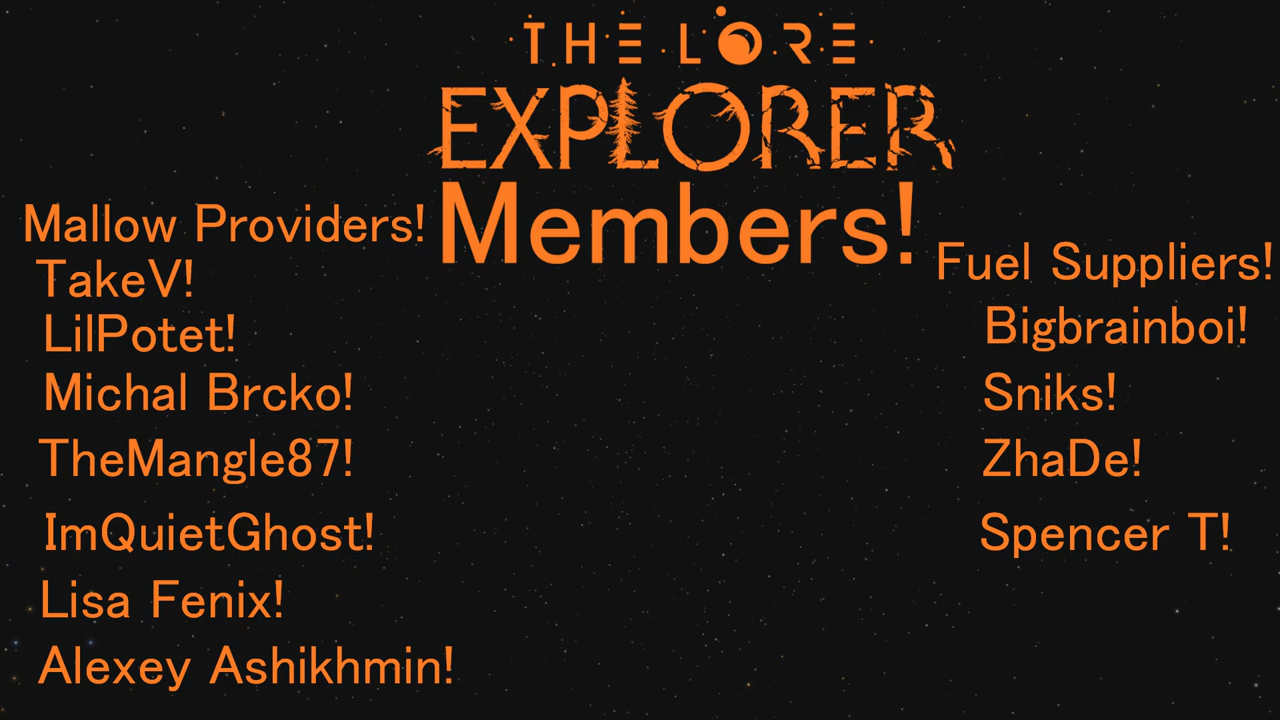 THE LORE
EXPLORER
Members!
Mallow Providers!
TakeV!
LilPotet!
Michal Brcko!
TheMangle87!
ImQuietGhost!
Lisa Fenix!
Alexey Ashikhmin!
Fuel Suppliers!
Bigbrainboi!
Sniks!
ZhaDe!
Spencer T!